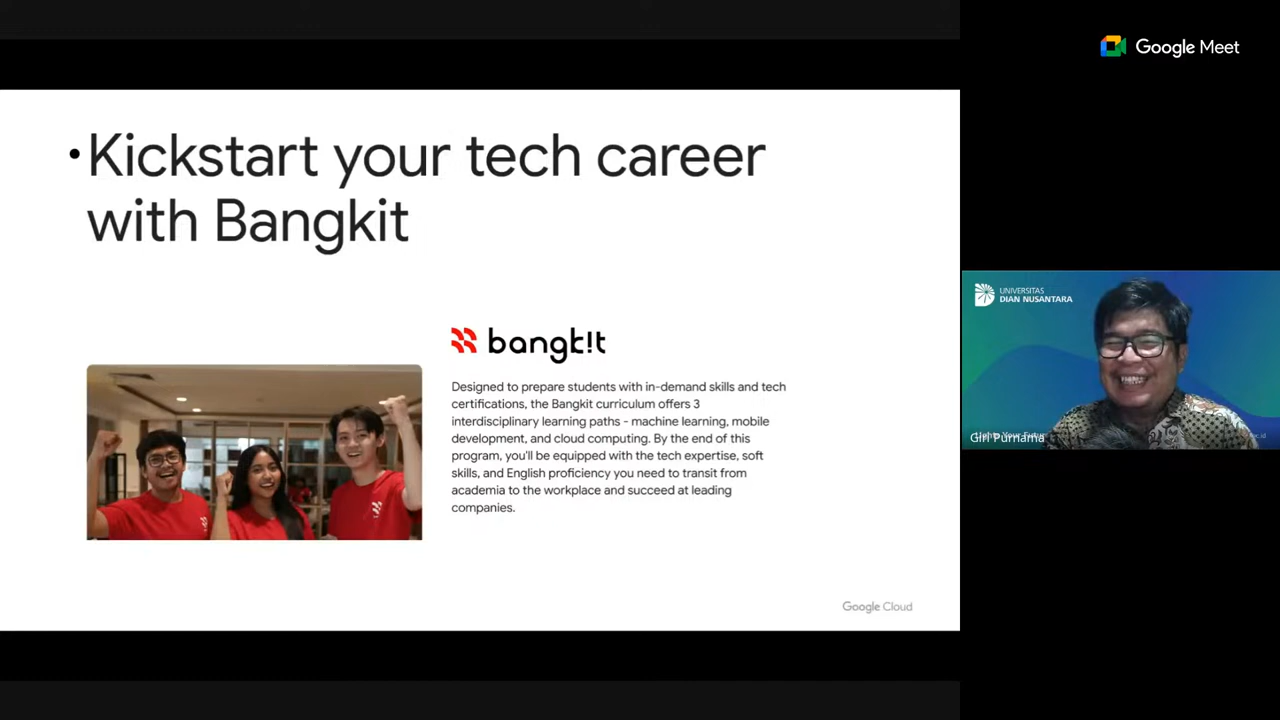 Google Meet
•Kickstart your tech career
with Bangkit
bangk!t
Designed to prepare students with in-demand skills and tech
certifications, the Bangkit curriculum offers 3
interdisciplinary learning paths - machine learning, mobile
development, and cloud computing. By the end of this
program, you'll be equipped with the tech expertise, soft
skills, and English proficiency you need to transit from
academia to the workplace and succeed at leading
companies.
Google Cloud
UNIVERSITAS
DIAN NUSANTARA
Giri Purnama